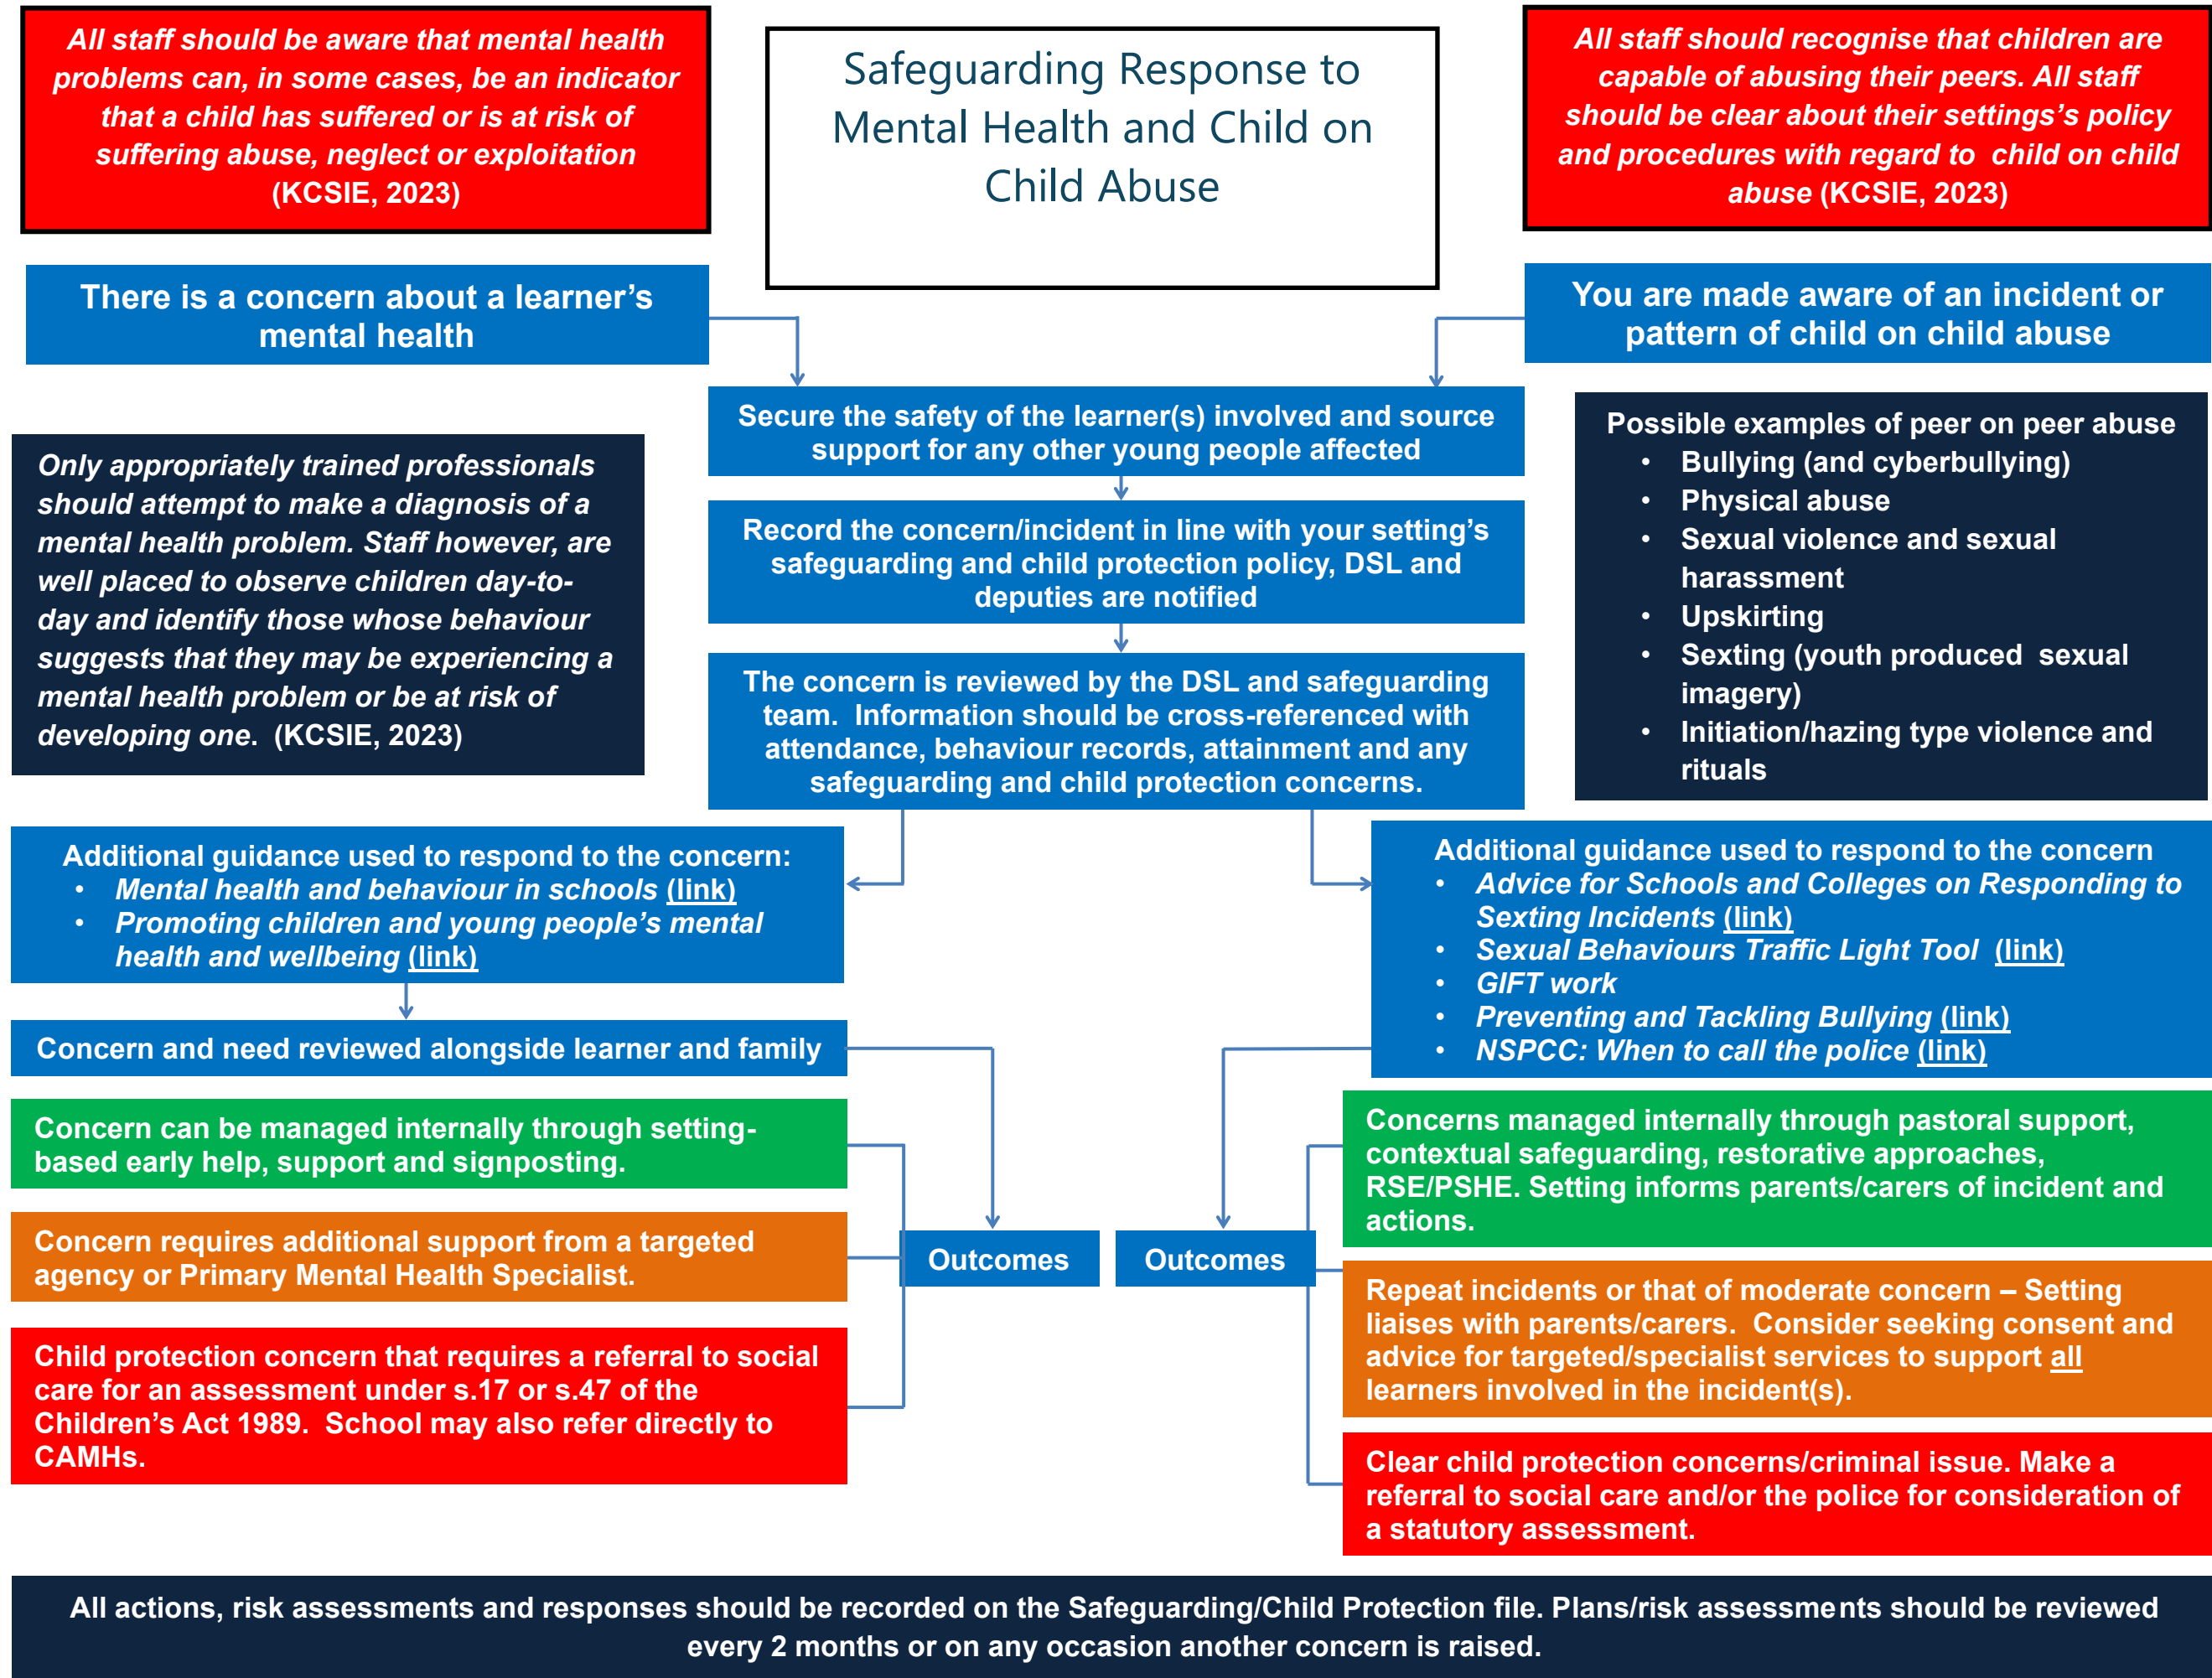 All staff should be aware that mental health
problems can, in some cases, be an indicator
that a child has suffered or is at risk of
suffering abuse, neglect or exploitation
(KCSIE, 2023)
Safeguarding Response to
Mental Health and Child on
Child Abuse
All staff should recognise that children are
capable of abusing their peers. All staff
should be clear about their settings’s policy
and procedures with regard to child on child
abuse (KCSIE, 2023)
There is a concern about a learner’s
mental health
You are made aware of an incident or
pattern of child on child abuse
Secure the safety of the learner(s) involved and source
support for any other young people affected
Only appropriately trained professionals
should attempt to make a diagnosis of a
mental health problem. Staff however, are
well placed to observe children day-to-
day and identify those whose behaviour
suggests that they may be experiencing a
mental health problem or be at risk of
developing one. (KCSIE, 2023)
Record the concern/incident in line with your setting’s
safeguarding and child protection policy, DSL and
deputies are notified
The concern is reviewed by the DSL and safeguarding
team. Information should be cross-referenced with
attendance, behaviour records, attainment and any
safeguarding and child protection concerns.
Possible examples of peer on peer abuse
• Bullying (and cyberbullying)
• Physical abuse
• Sexual violence and sexual
harassment
• Upskirting
• Sexting (youth produced sexual
imagery)
• Initiation/hazing type violence and
rituals
Additional guidance used to respond to the concern:
• Mental health and behaviour in schools (link)
• Promoting children and young people’s mental
health and wellbeing (link)
Additional guidance used to respond to the concern
• Advice for Schools and Colleges on Responding to
Sexting Incidents (link)
• Sexual Behaviours Traffic Light Tool (link)
• GIFT work
• Preventing and Tackling Bullying (link)
• NSPCC: When to call the police (link)
Concern and need reviewed alongside learner and family
Concern can be managed internally through setting-
based early help, support and signposting.
Concern requires additional support from a targeted
agency or Primary Mental Health Specialist.
Child protection concern that requires a referral to social
care for an assessment under s.17 or s.47 of the
Children’s Act 1989. School may also refer directly to
CAMHs.
Outcomes
Outcomes
Concerns managed internally through pastoral support,
contextual safeguarding, restorative approaches,
RSE/PSHE. Setting informs parents/carers of incident and
actions.
Repeat incidents or that of moderate concern – Setting
liaises with parents/carers. Consider seeking consent and
advice for targeted/specialist services to support all
learners involved in the incident(s).
Clear child protection concerns/criminal issue. Make a
referral to social care and/or the police for consideration of
a statutory assessment.
All actions, risk assessments and responses should be recorded on the Safeguarding/Child Protection file. Plans/risk assessments should be reviewed
every 2 months or on any occasion another concern is raised.